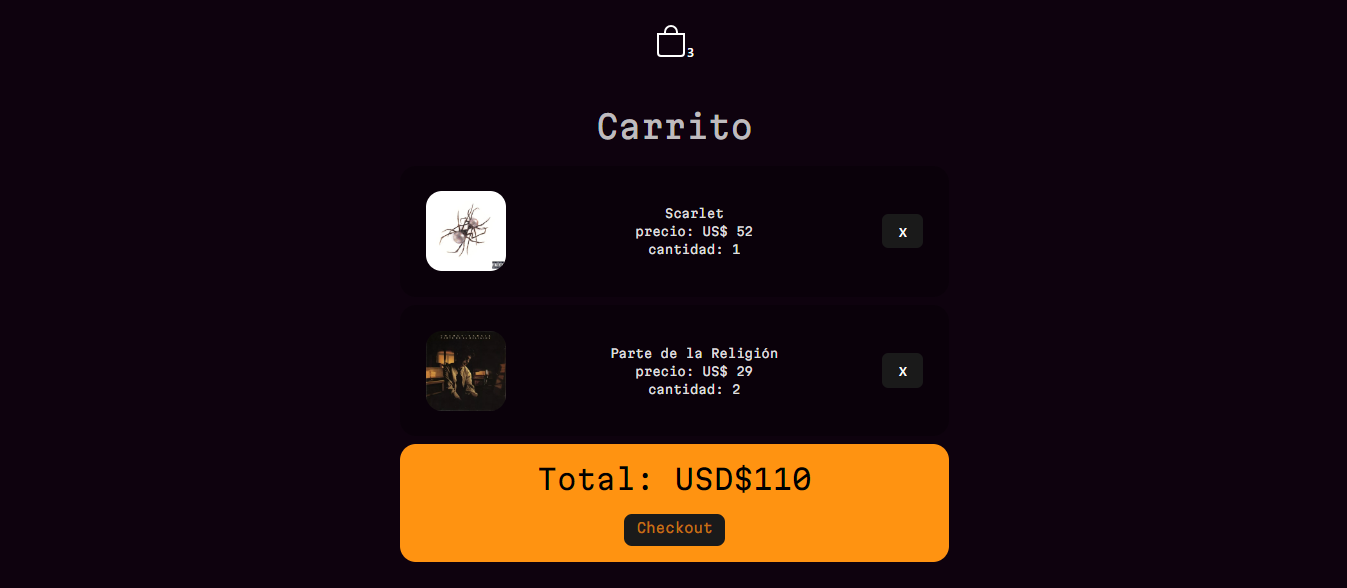 3
Carrito
Scarlet
precio: US$ 52
cantidad: 1
X
Parte de la Religión
precio: US$ 29
cantidad: 2
X
Total: USD$110
Checkout